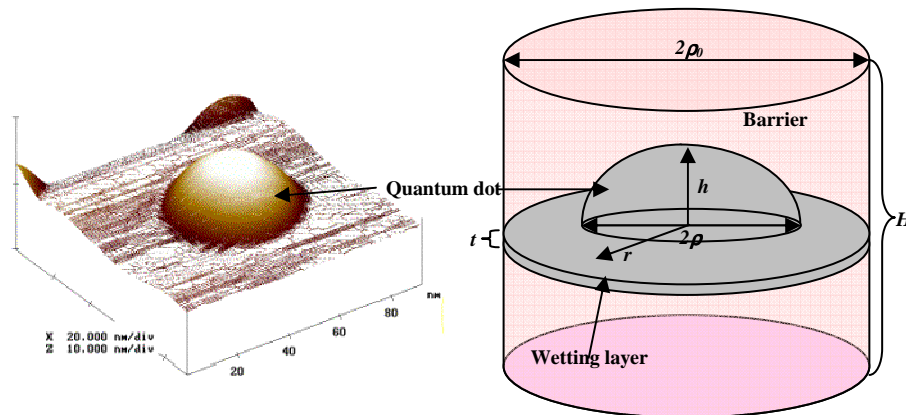 2ρ₀
Barrier
Quantum dot
h
H
t
2ρ
r
nm
80
60
40
20
X 20.000 nm/div
Z 10.000 nm/div
Wetting layer